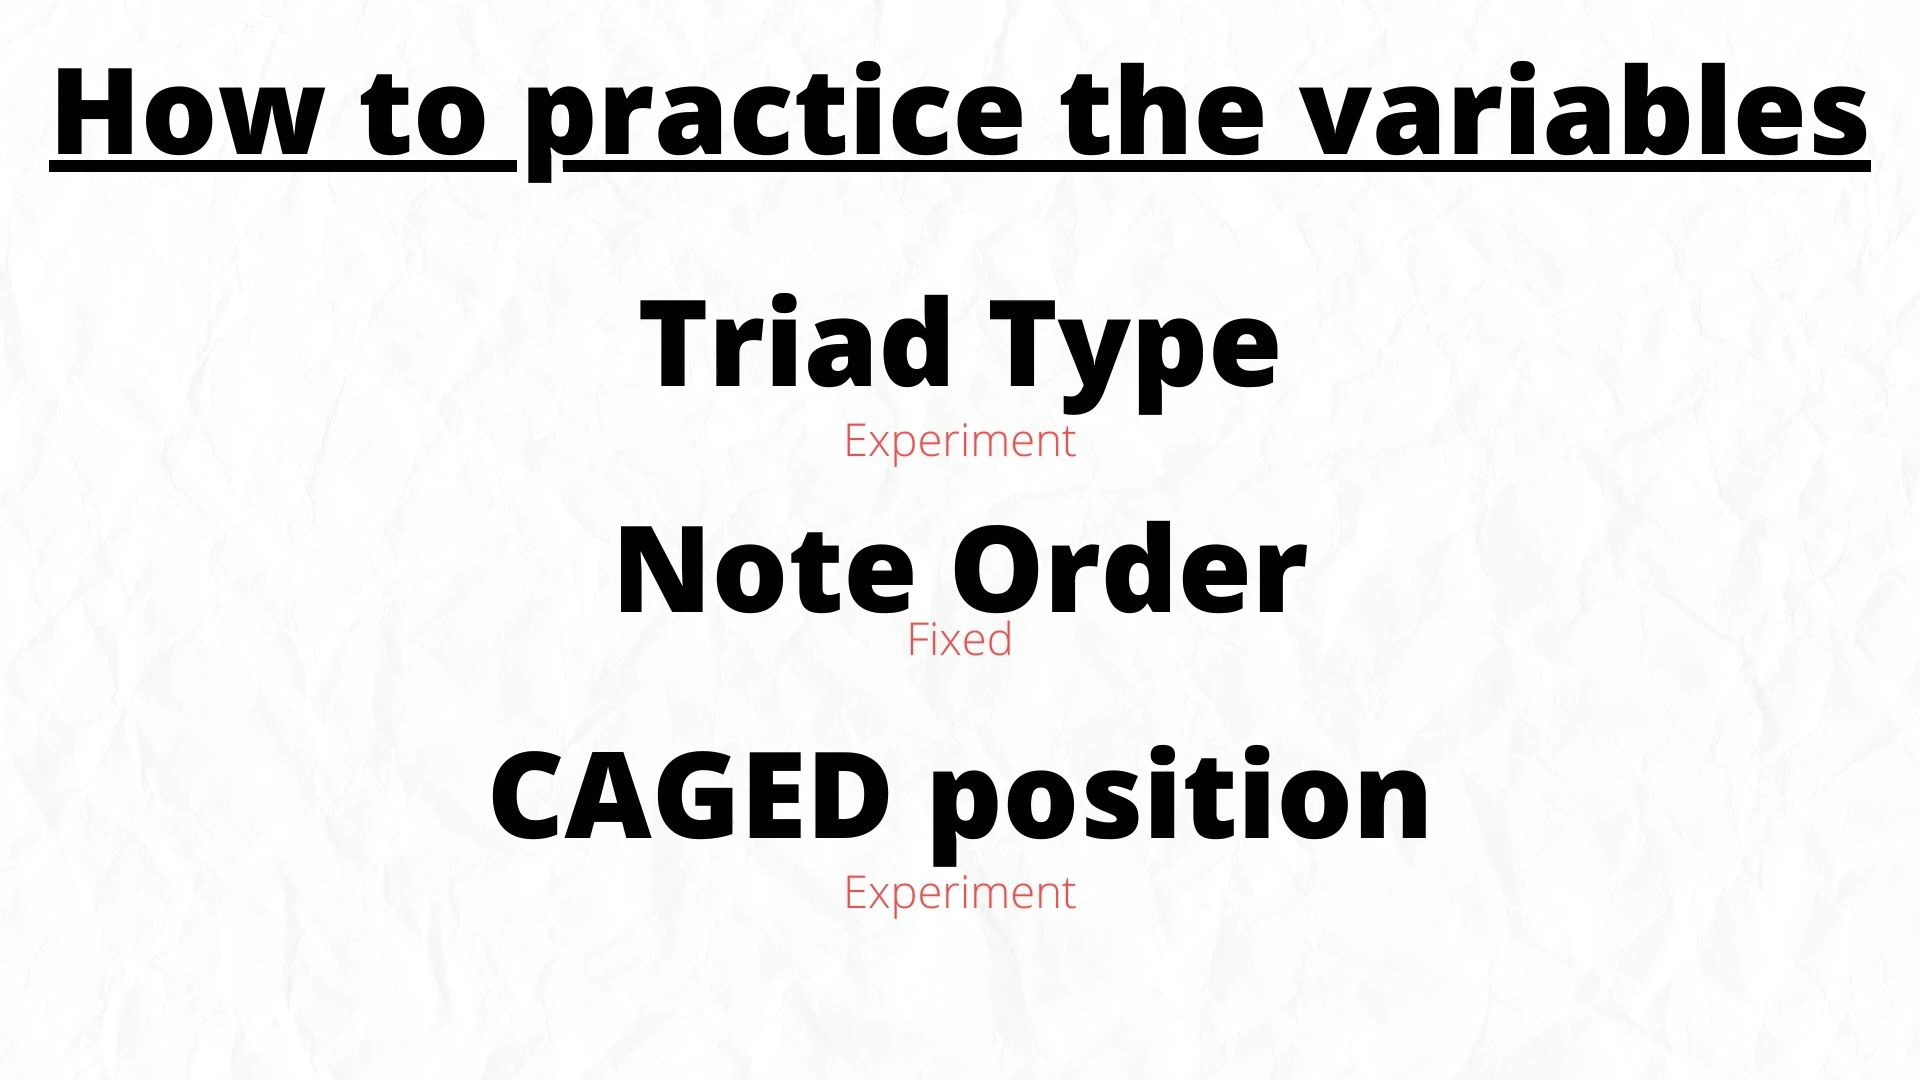 How to practice the variables
Triad Type
Experiment
Note Order
Fixed
CAGED position
Experiment